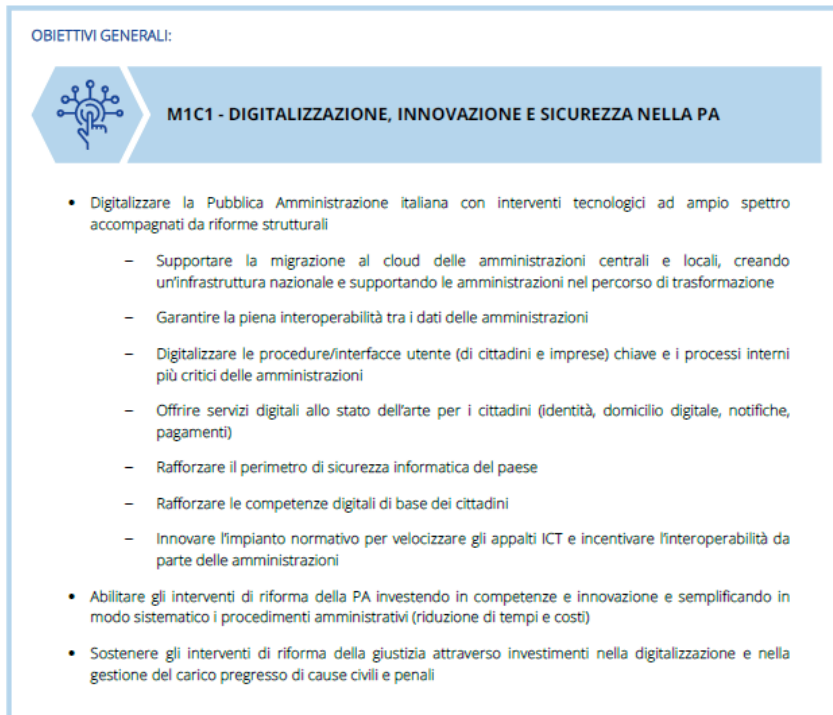 OBIETTIVI GENERALI:
M1C1 - DIGITALIZZAZIONE, INNOVAZIONE E SICUREZZA NELLA PA
• Digitalizzare la Pubblica Amministrazione italiana con interventi tecnologici ad ampio spettro
accompagnati da riforme strutturali
– Supportare la migrazione al cloud delle amministrazioni centrali e locali, creando
un'infrastruttura nazionale e supportando le amministrazioni nel percorso di trasformazione
– Garantire la piena interoperabilità tra i dati delle amministrazioni
– Digitalizzare le procedure/interfacce utente (di cittadini e imprese) chiave e i processi interni
più critici delle amministrazioni
– Offrire servizi digitali allo stato dell'arte per i cittadini (identità, domicilio digitale, notifiche,
pagamenti)
– Rafforzare il perimetro di sicurezza informatica del paese
– Rafforzare le competenze digitali di base dei cittadini
– Innovare l'impianto normativo per velocizzare gli appalti ICT e incentivare l'interoperabilità da
parte delle amministrazioni
• Abilitare gli interventi di riforma della PA investendo in competenze e innovazione e semplificando in
modo sistematico i procedimenti amministrativi (riduzione di tempi e costi)
• Sostenere gli interventi di riforma della giustizia attraverso investimenti nella digitalizzazione e nella
gestione del carico pregresso di cause civili e penali